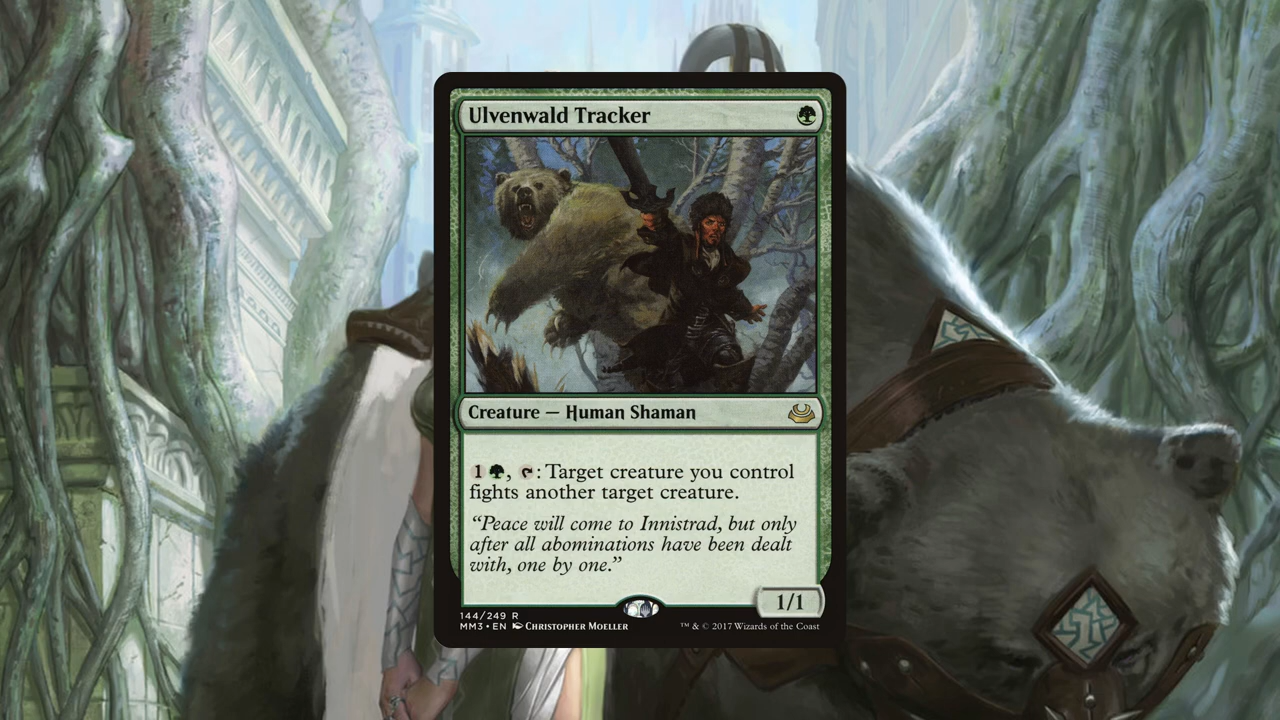 Ulvenwald Tracker
Creature — Human Shaman
1 , : Target creature you control
fights another target creature.
“Peace will come to Innistrad, but only
after all abominations have been dealt
with, one by one.”
1/1
144/249 R
MM3 • EN Christopher Moeller
™ & © 2017 Wizards of the Coast